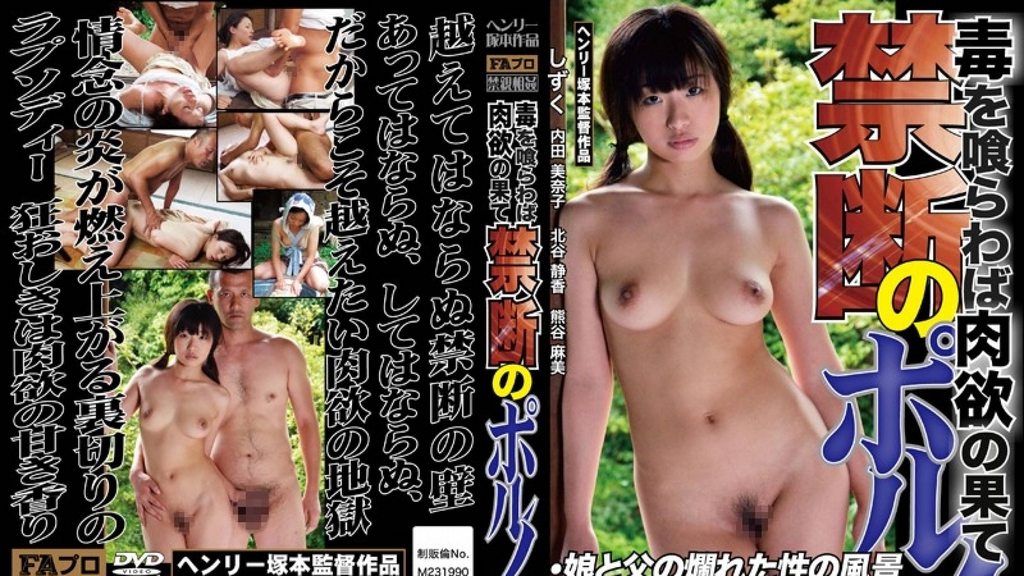 毒を喰らわば肉欲の果て
禁断のポルノ
ヘンリー塚本監督作品
しずく 内田 美奈子 北谷 静香 熊谷 麻美
・娘と父の爛れた性の風景
ヘンリー塚本作品
FAプロ
禁親相姦
毒を喰らわば肉欲の果て
禁断のポルノ
越えてはならぬ禁断の壁
あってはならぬ、してはならぬ、
だからこそ越えたい肉欲の地獄
情念の炎が燃え上がる裏切りの
ラプソディー 狂おしきは肉欲の甘き香り
FAプロ
DVD
VIDEO
ヘンリー塚本監督作品
制販倫No.
M231990